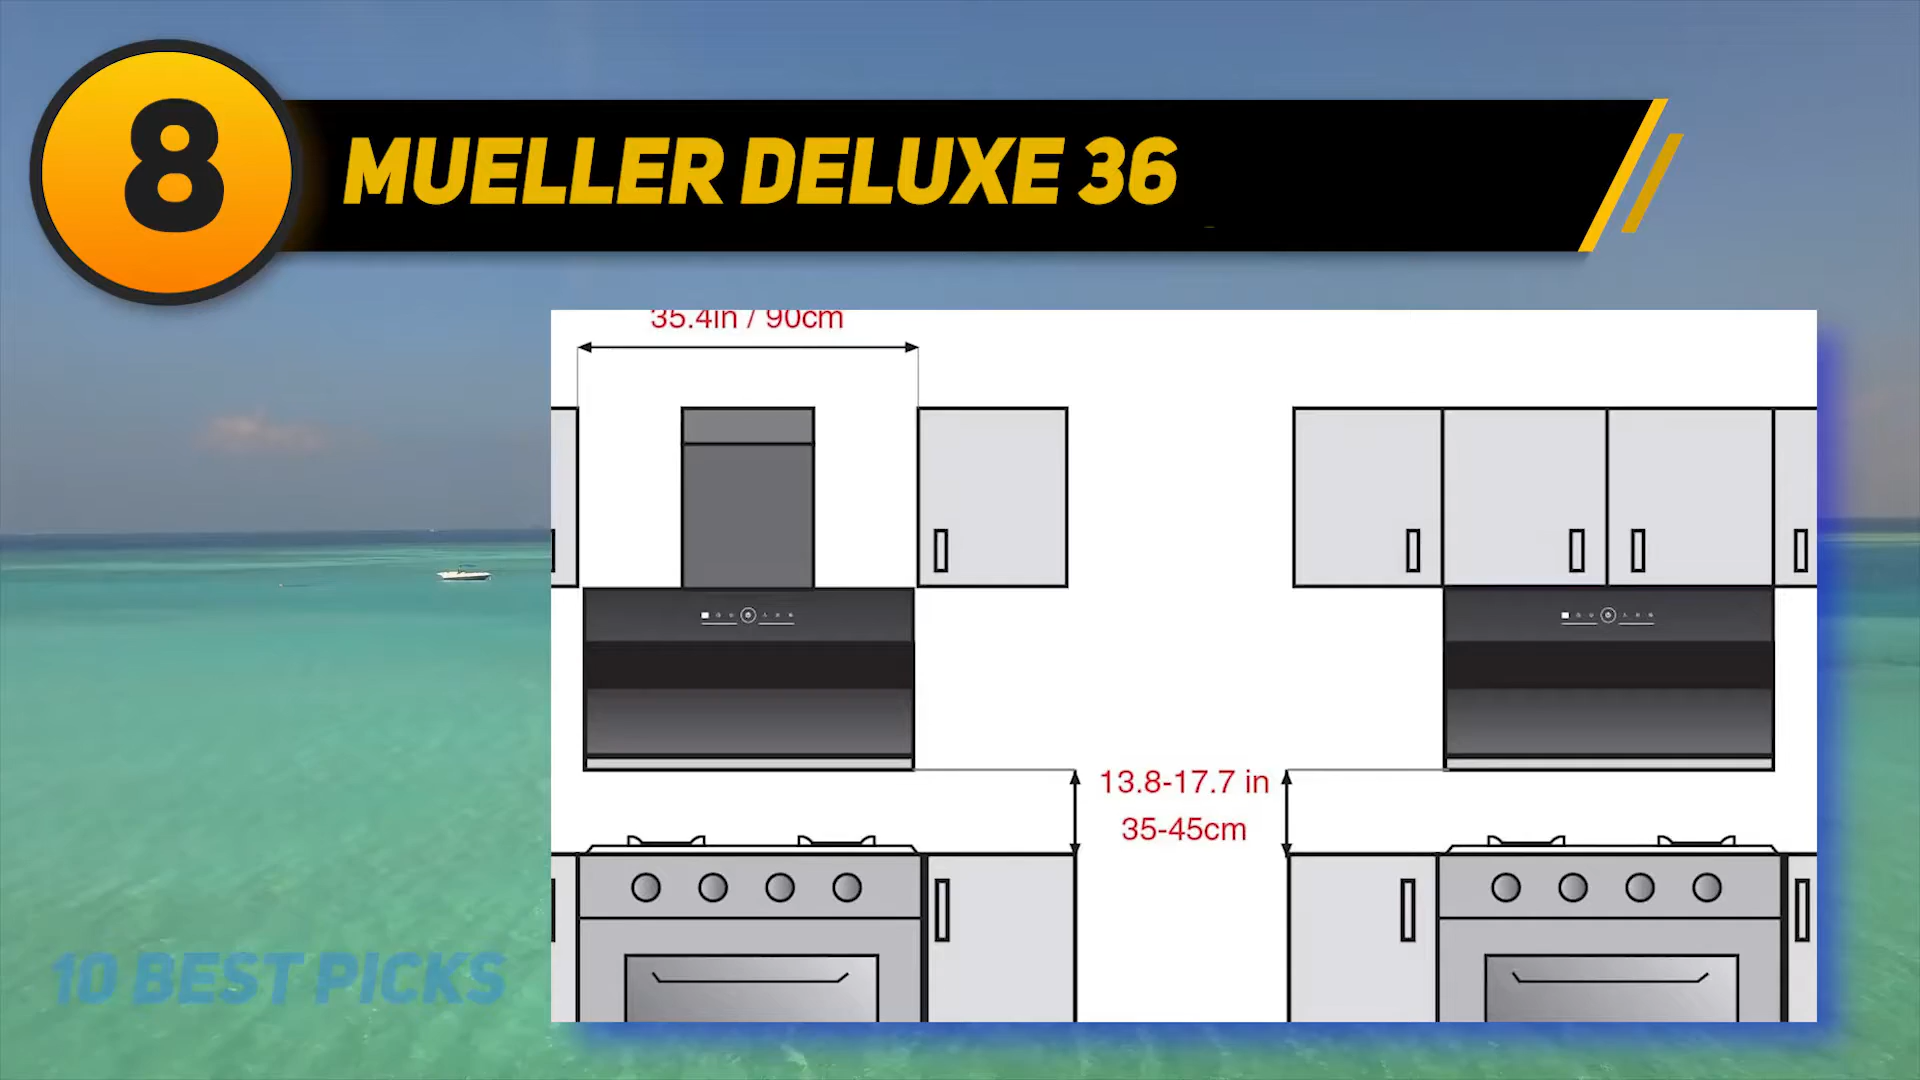 8
MUELLER DELUXE 36
35.4in / 90cm
13.8-17.7 in
35-45cm
10 BEST PICKS